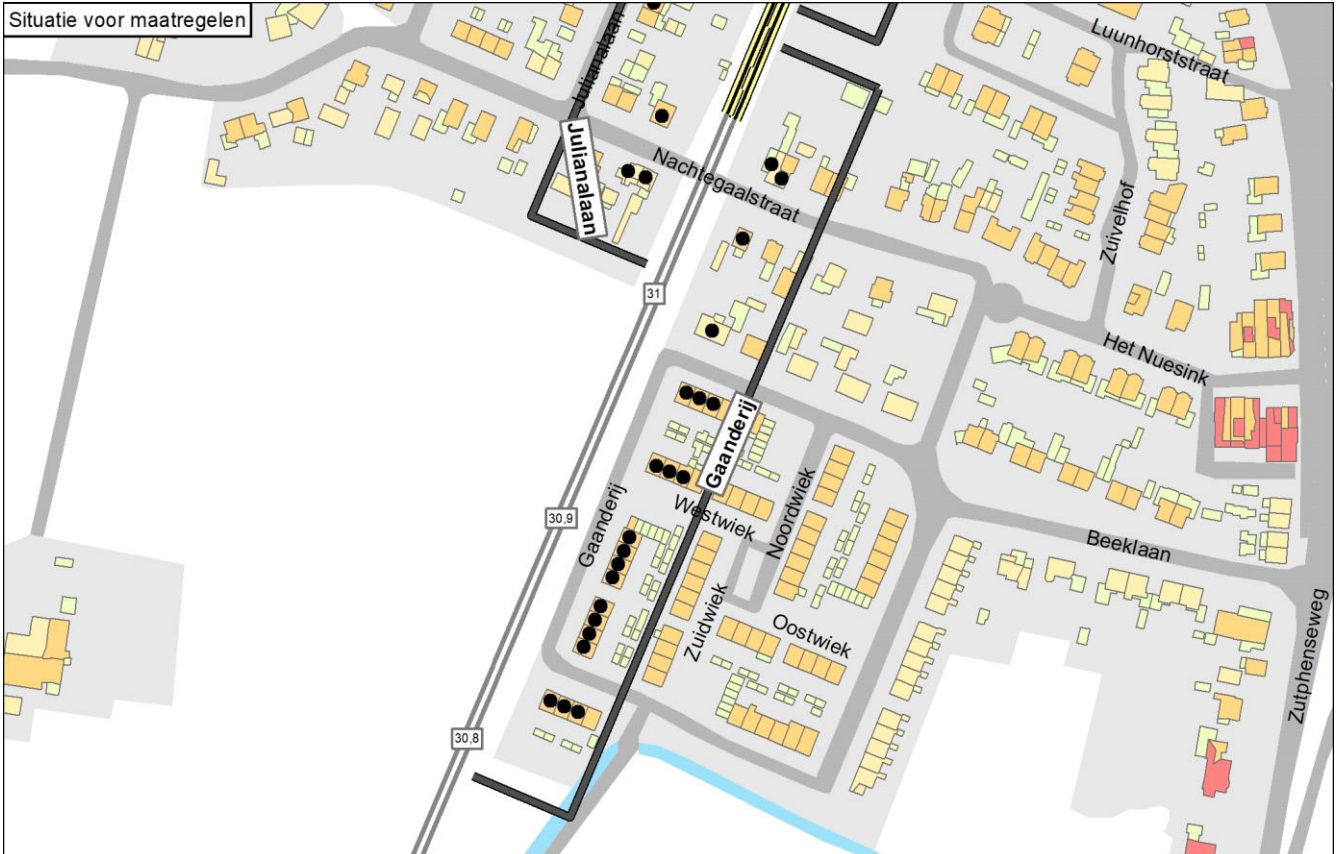 Situatie voor maatregelen
Julianalaan
Luunhorststraat
Julianalaan
Nachtegaalstraat
Zuivelhof
31
Het Nuesink
Gaanderij
Noordwiek
Westwiek
30,9
Gaanderij
Beeklaan
Zuidwiek
Oostwiek
Zutphenseweg
30,8